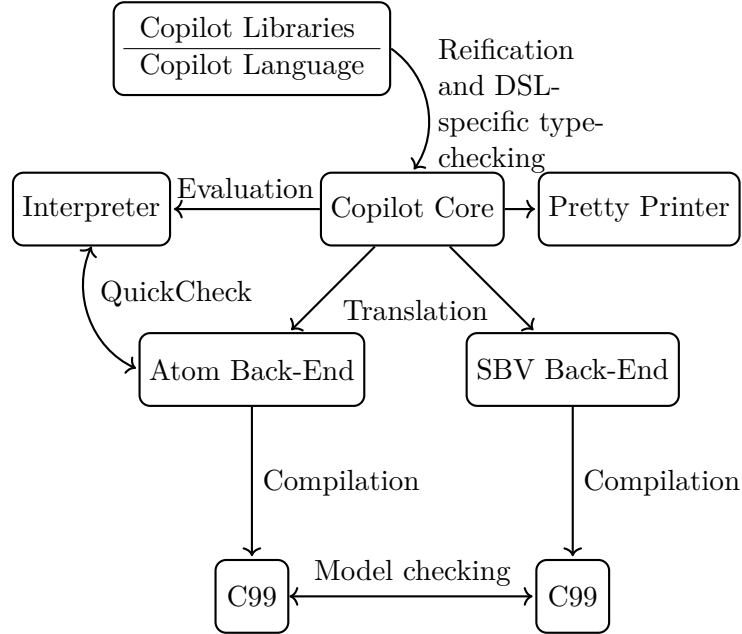 Copilot Libraries
Copilot Language
Reification
and DSL-
specific type-
checking
Evaluation
Interpreter
Copilot Core
Pretty Printer
QuickCheck
Translation
Atom Back-End
SBV Back-End
Compilation
Compilation
Model checking
C99
C99